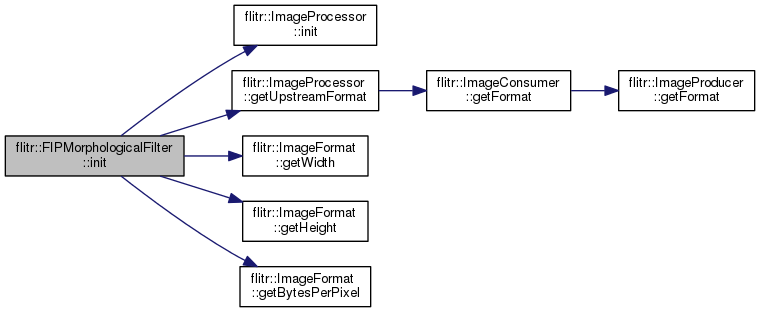 flitr::ImageProcessor
::init
flitr::ImageProcessor
::getUpstreamFormat
flitr::ImageConsumer
::getFormat
flitr::ImageProducer
::getFormat
flitr::FIPMorphologicalFilter
::init
flitr::ImageFormat
::getWidth
flitr::ImageFormat
::getHeight
flitr::ImageFormat
::getBytesPerPixel